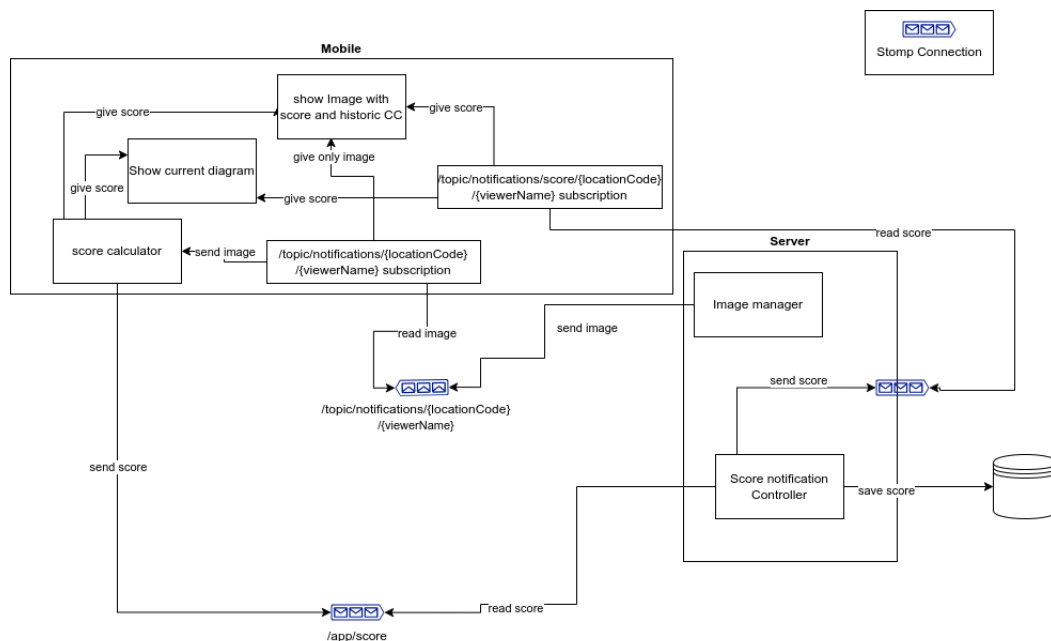 Stomp Connection
Mobile
show Image with
score and historic CC
give score
give score
give only image
Show current diagram
give score
give score
/topic/notifications/score/{locationCode}
/{viewerName} subscription
score calculator
send image
/topic/notifications/{locationCode}
/{viewerName} subscription
read score
Server
Image manager
read image
send image
/topic/notifications/{locationCode}
/{viewerName}
send score
send score
Score notification
Controller
save score
read score
/app/score